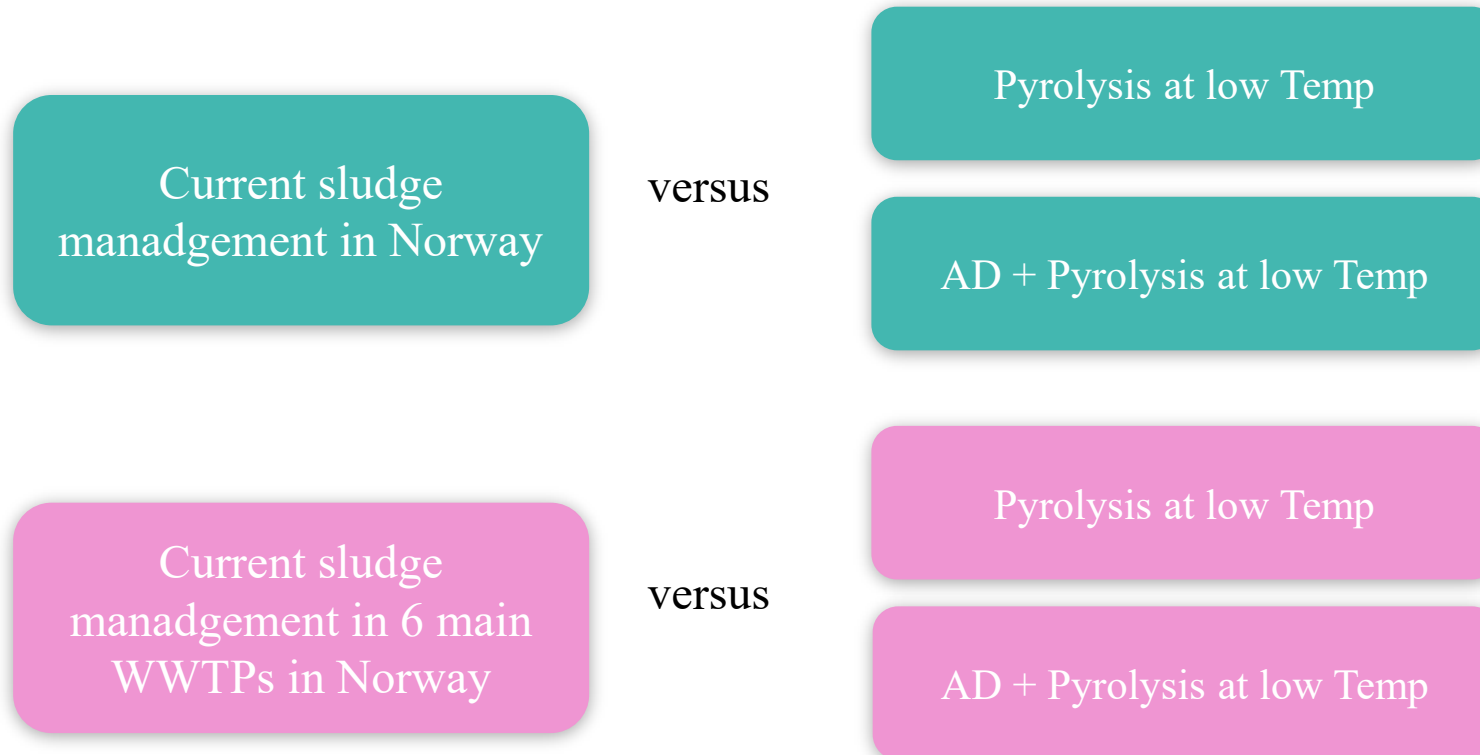 Current sludge
manadgement in Norway
versus
Pyrolysis at low Temp
AD + Pyrolysis at low Temp
Current sludge
manadgement in 6 main
WWTPs in Norway
versus
Pyrolysis at low Temp
AD + Pyrolysis at low Temp